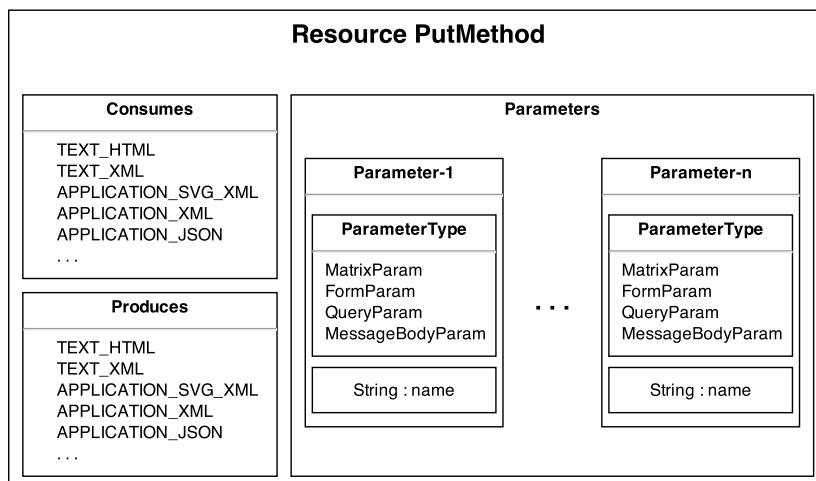 Resource PutMethod
Consumes
TEXT_HTML
TEXT_XML
APPLICATION_SVG_XML
APPLICATION_XML
APPLICATION_JSON
. . .
Produces
TEXT_HTML
TEXT_XML
APPLICATION_SVG_XML
APPLICATION_XML
APPLICATION_JSON
. . .
Parameters
Parameter-1
ParameterType
MatrixParam
FormParam
QueryParam
MessageBodyParam
String : name
. . .
Parameter-n
ParameterType
MatrixParam
FormParam
QueryParam
MessageBodyParam
String : name